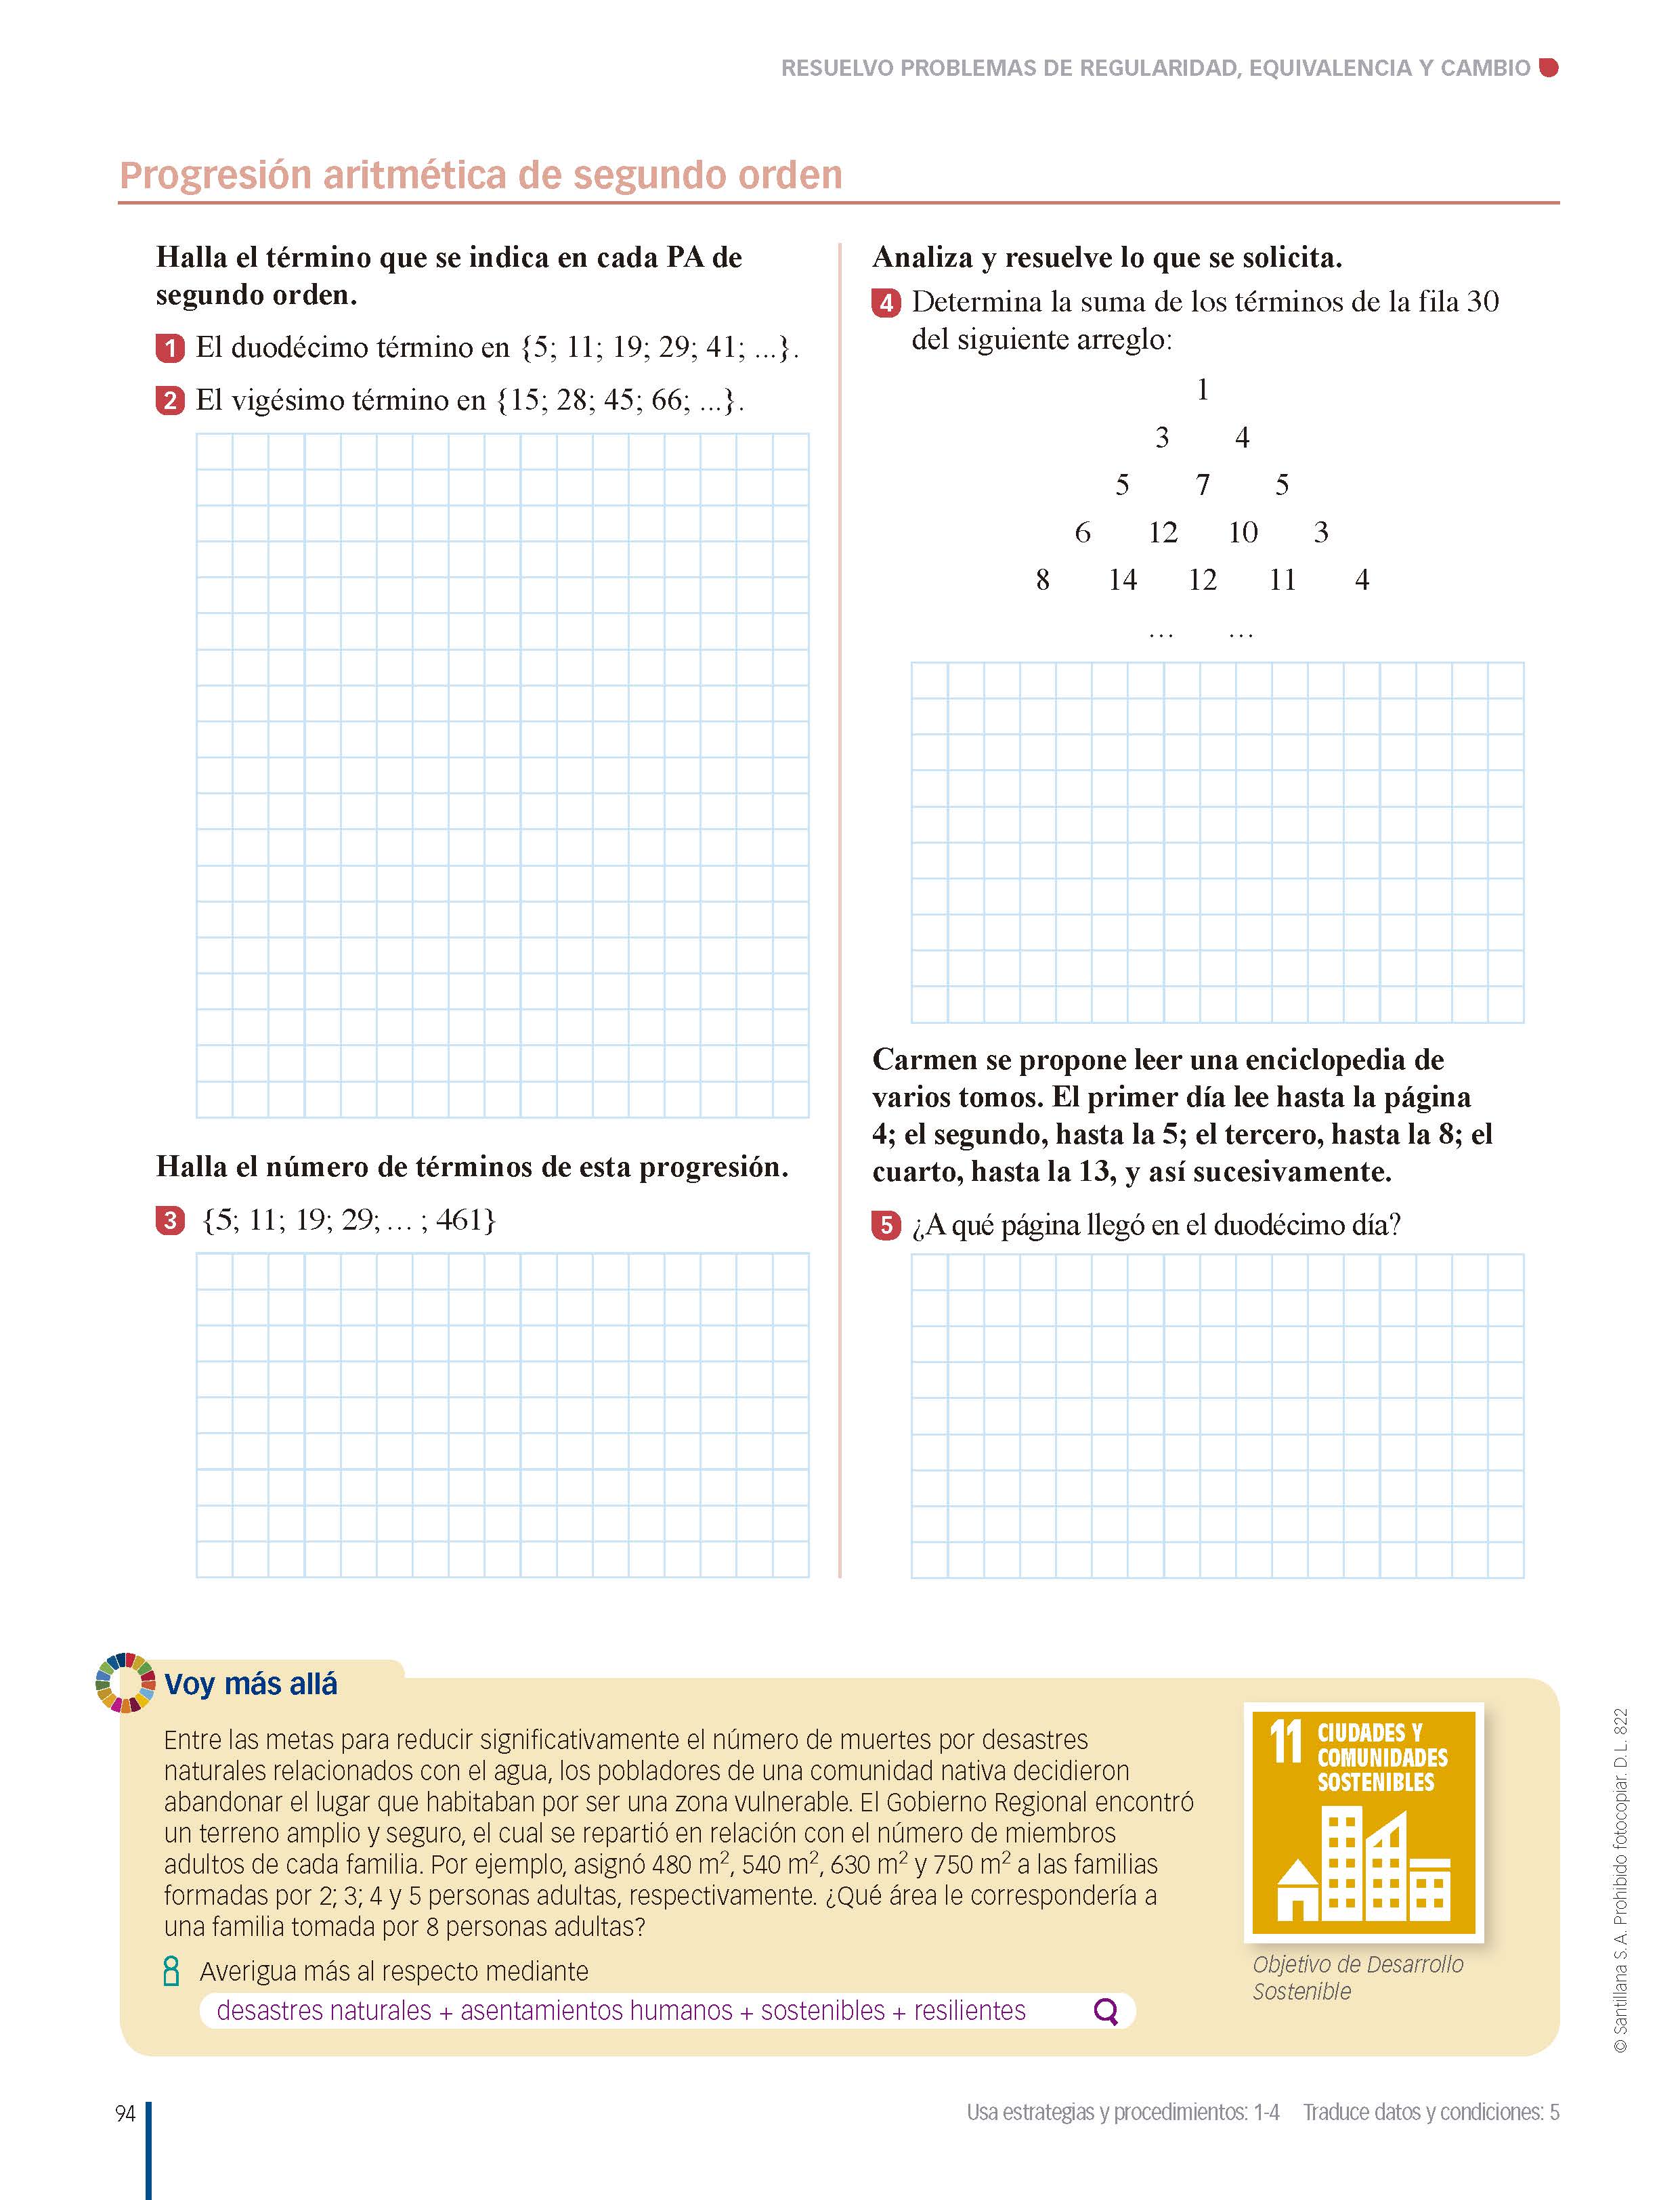 RESUELVO PROBLEMAS DE REGULARIDAD, EQUIVALENCIA Y CAMBIO
Progresión aritmética de segundo orden
Halla el término que se indica en cada PA de
segundo orden.
1 El duodécimo término en {5; 11; 19; 29; 41; ...}.
2 El vigésimo término en {15; 28; 45; 66; ...}.
Halla el número de términos de esta progresión.
3 {5; 11; 19; 29; ... ; 461}
Analiza y resuelve lo que se solicita.
4 Determina la suma de los términos de la fila 30
del siguiente arreglo:
1
3 4
5 7 5
6 12 10 3
8 14 12 11 4
... ...
Carmen se propone leer una enciclopedia de
varios tomos. El primer día lee hasta la página
4; el segundo, hasta la 5; el tercero, hasta la 8; el
cuarto, hasta la 13, y así sucesivamente.
5 ¿A qué página llegó en el duodécimo día?
Voy más allá
Entre las metas para reducir significativamente el número de muertes por desastres
naturales relacionados con el agua, los pobladores de una comunidad nativa decidieron
abandonar el lugar que habitaban por ser una zona vulnerable. El Gobierno Regional encontró
un terreno amplio y seguro, el cual se repartió en relación con el número de miembros
adultos de cada familia. Por ejemplo, asignó 480 m², 540 m², 630 m² y 750 m² a las familias
formadas por 2; 3; 4 y 5 personas adultas, respectivamente. ¿Qué área le correspondería a
una familia tomada por 8 personas adultas?
Averigua más al respecto mediante
desastres naturales + asentamientos humanos + sostenibles + resilientes
11 CIUDADES Y
COMUNIDADES
SOSTENIBLES
Objetivo de Desarrollo
Sostenible
© Santillana S. A. Prohibido fotocopiar. D. L. 822
94
Usa estrategias y procedimientos: 1-4 Traduce datos y condiciones: 5